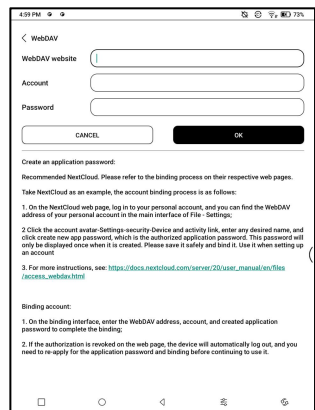 4:59 PM
73%
WebDAV
WebDAV website
Account
Password
CANCEL
OK
Create an application password:
Recommended NextCloud. Please refer to the binding process on their respective web pages.
Take NextCloud as an example, the account binding process is as follows:
1. On the NextCloud web page, log in to your personal account, and you can find the WebDAV
address of your personal account in the main interface of File - Settings;
2 Click the account avatar-Settings-security-Device and activity link, enter any desired name, and
click create new app password, which is the authorized application password. This password will
only be displayed once when it is created. Please save it safely and bind it. Use it when setting up
an account
3. For more instructions, see: https://docs.nextcloud.com/server/20/user_manual/en/files
/access_webdav.html
Binding account:
1. On the binding interface, enter the WebDAV address, account, and created application
password to complete the binding;
2. If the authorization is revoked on the web page, the device will automatically log out, and you
need to re-apply for the application password and binding before continuing to use it.